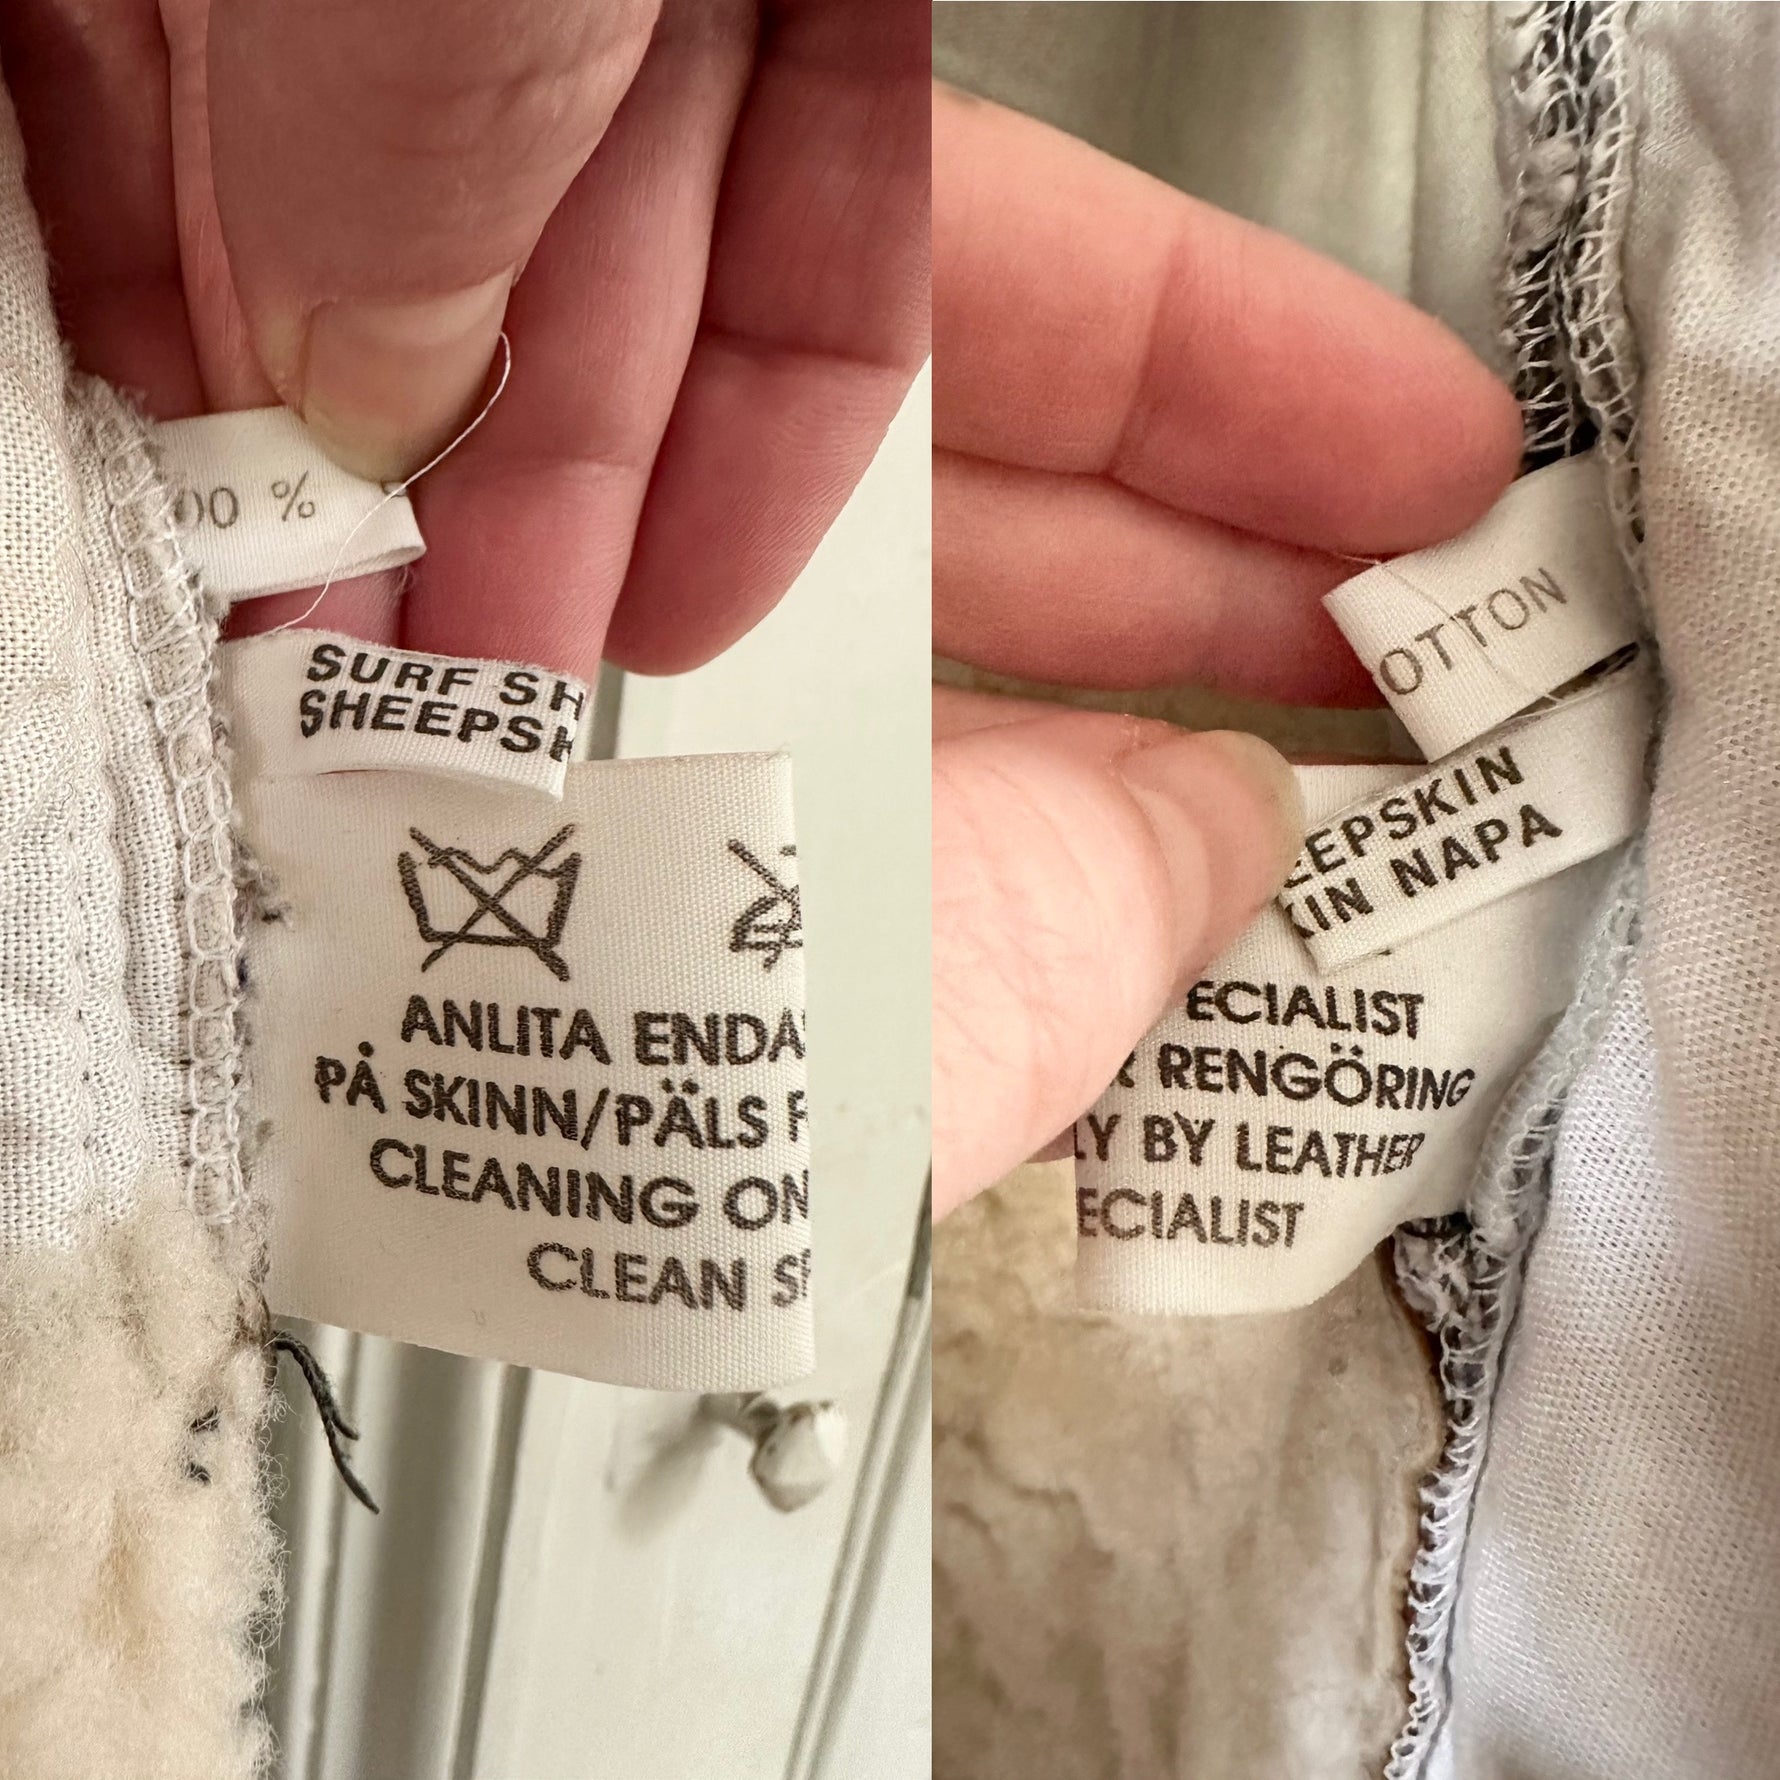 00 %
SURF SH
SHEEPSK
ANLITA ENDA
PÅ SKINN/PÄLS F
CLEANING ON
CLEAN S
OTTON
EEPSKIN
KIN NAPA
ECIALIST
R RENGÖRING
LY BY LEATHER
ECIALIST